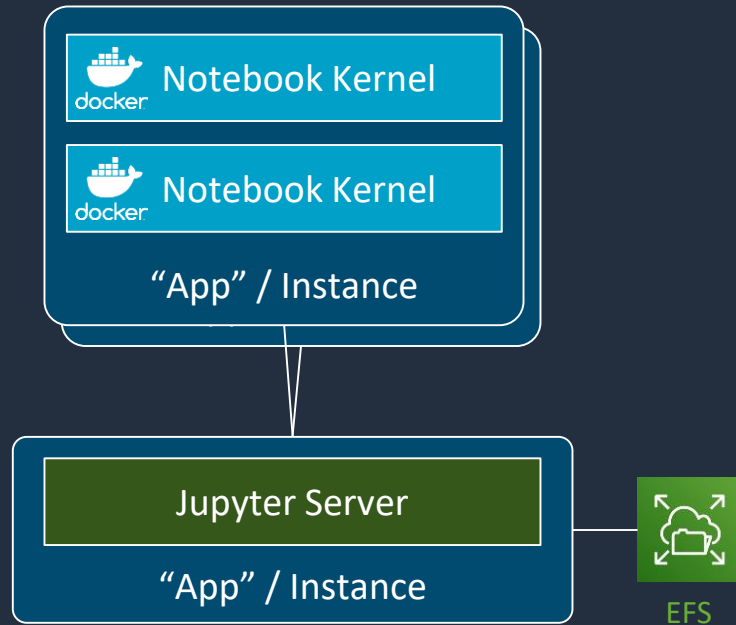 docker
Notebook Kernel
docker
Notebook Kernel
“App” / Instance
Jupyter Server
“App” / Instance
EFS